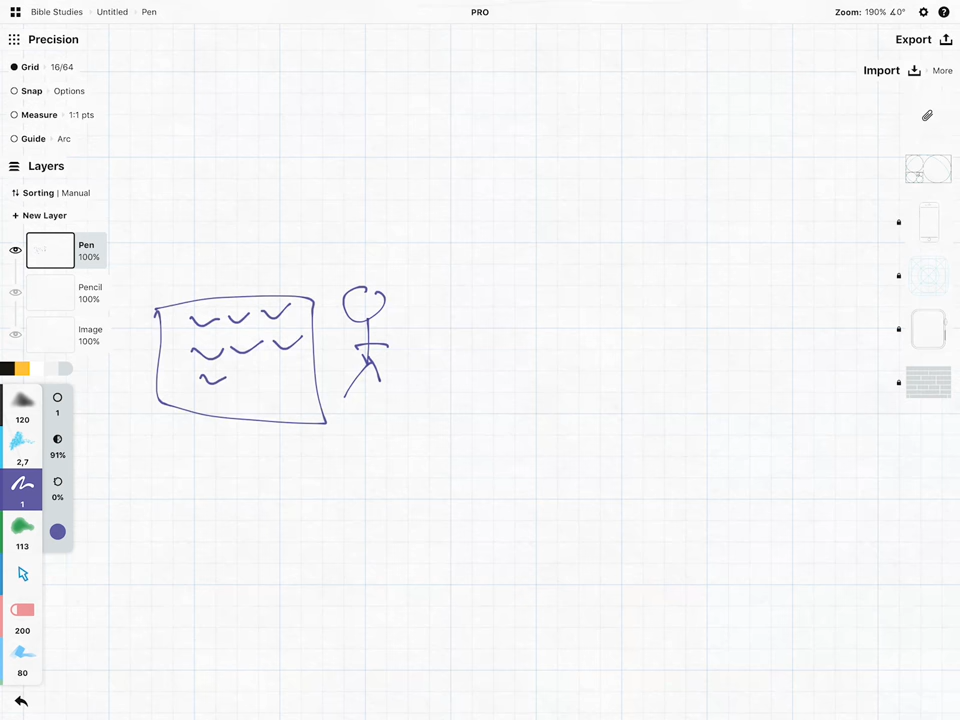 Bible Studies › Untitled › Pen
PRO
Zoom: 190% ∡0°
Precision
Export
Grid › 16/64
Import
› More
Snap › Options
Measure › 1:1 pts
Guide › Arc
Layers
Sorting | Manual
+ New Layer
Pen
100%
Pencil
100%
Image
100%
120
1
2,7
91%
1
0%
113
200
80